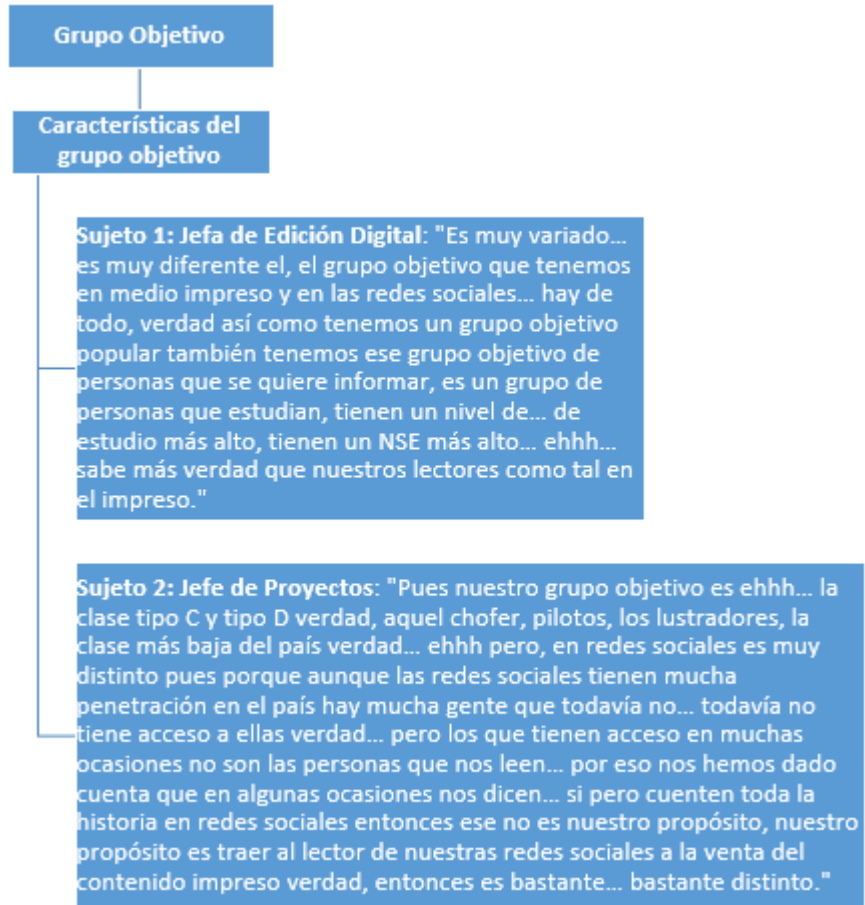 Grupo Objetivo
Características del
grupo objetivo
Sujeto 1: Jefa de Edición Digital: "Es muy variado...
es muy diferente el, el grupo objetivo que tenemos
en medio impreso y en las redes sociales... hay de
todo, verdad así como tenemos un grupo objetivo
popular también tenemos ese grupo objetivo de
personas que se quiere informar, es un grupo de
personas que estudian, tienen un nivel de... de
estudio más alto, tienen un NSE más alto... ehhh...
sabe más verdad que nuestros lectores como tal en
el impreso."
Sujeto 2: Jefe de Proyectos: "Pues nuestro grupo objetivo es ehhh... la
clase tipo C y tipo D verdad, aquel chofer, pilotos, los lustradores, la
clase más baja del país verdad... ehhh pero, en redes sociales es muy
distinto pues porque aunque las redes sociales tienen mucha
penetración en el país hay mucha gente que todavía no... todavía no
tiene acceso a ellas verdad... pero los que tienen acceso en muchas
ocasiones no son las personas que nos leen... por eso nos hemos dado
cuenta que en algunas ocasiones nos dicen... si pero cuenten toda la
historia en redes sociales entonces ese no es nuestro propósito, nuestro
propósito es traer al lector de nuestras redes sociales a la venta del
contenido impreso verdad, entonces es bastante... bastante distinto."